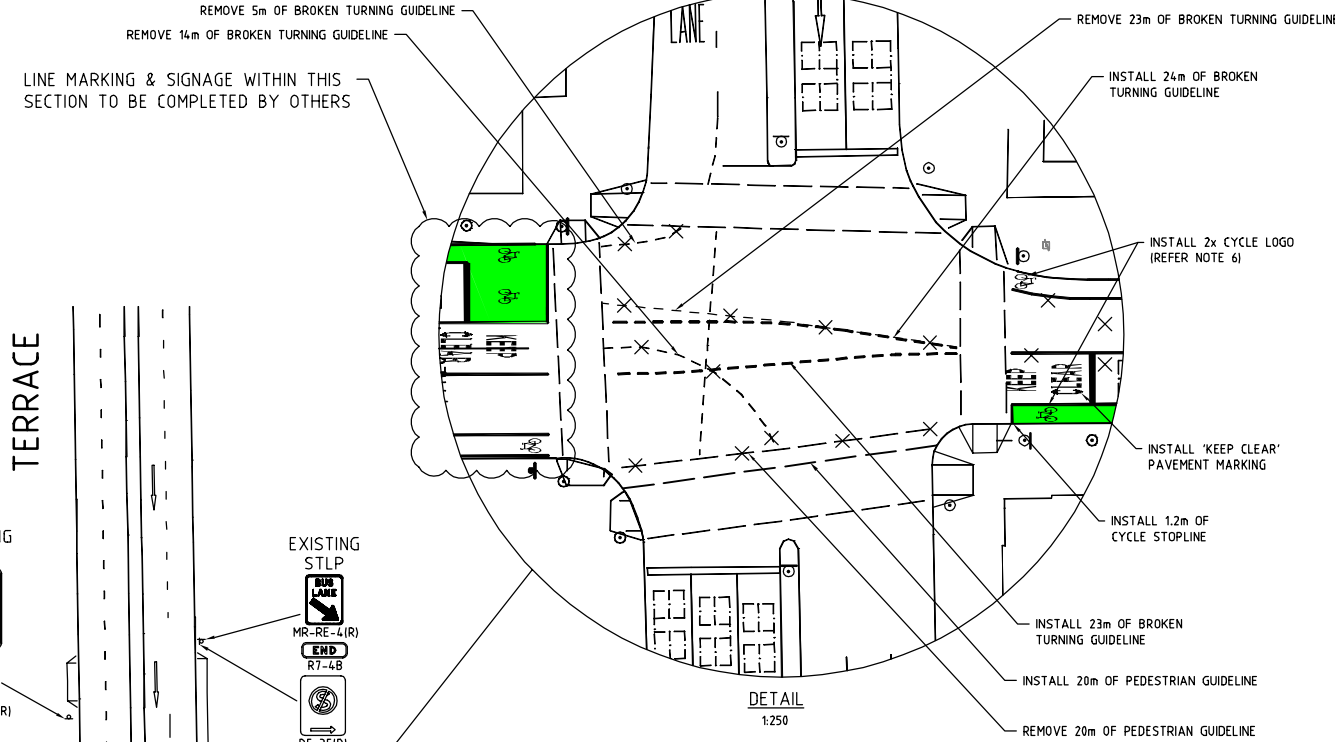 REMOVE 5m OF BROKEN TURNING GUIDELINE
REMOVE 14m OF BROKEN TURNING GUIDELINE
LINE MARKING & SIGNAGE WITHIN THIS
SECTION TO BE COMPLETED BY OTHERS
LANE
REMOVE 23m OF BROKEN TURNING GUIDELINE
INSTALL 24m OF BROKEN
TURNING GUIDELINE
INSTALL 2x CYCLE LOGO
(REFER NOTE 6)
KEEP
CLEAR
KEEP
CLEAR
INSTALL 'KEEP CLEAR'
PAVEMENT MARKING
INSTALL 1.2m OF
CYCLE STOPLINE
INSTALL 23m OF BROKEN
TURNING GUIDELINE
INSTALL 20m OF PEDESTRIAN GUIDELINE
REMOVE 20m OF PEDESTRIAN GUIDELINE
DETAIL
1:250
TERRACE
EXISTING
STLP
BUS
LANE
MR-RE-4(R)
END
R7-4B
S